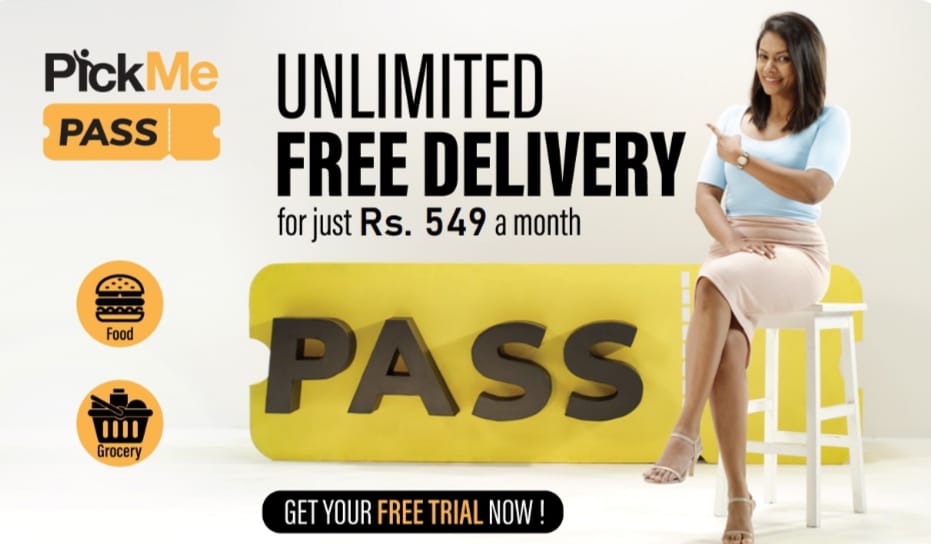 PickMe
PASS
UNLIMITED
FREE DELIVERY
for just Rs. 549 a month
Food
Grocery
PASS
GET YOUR FREE TRIAL NOW !